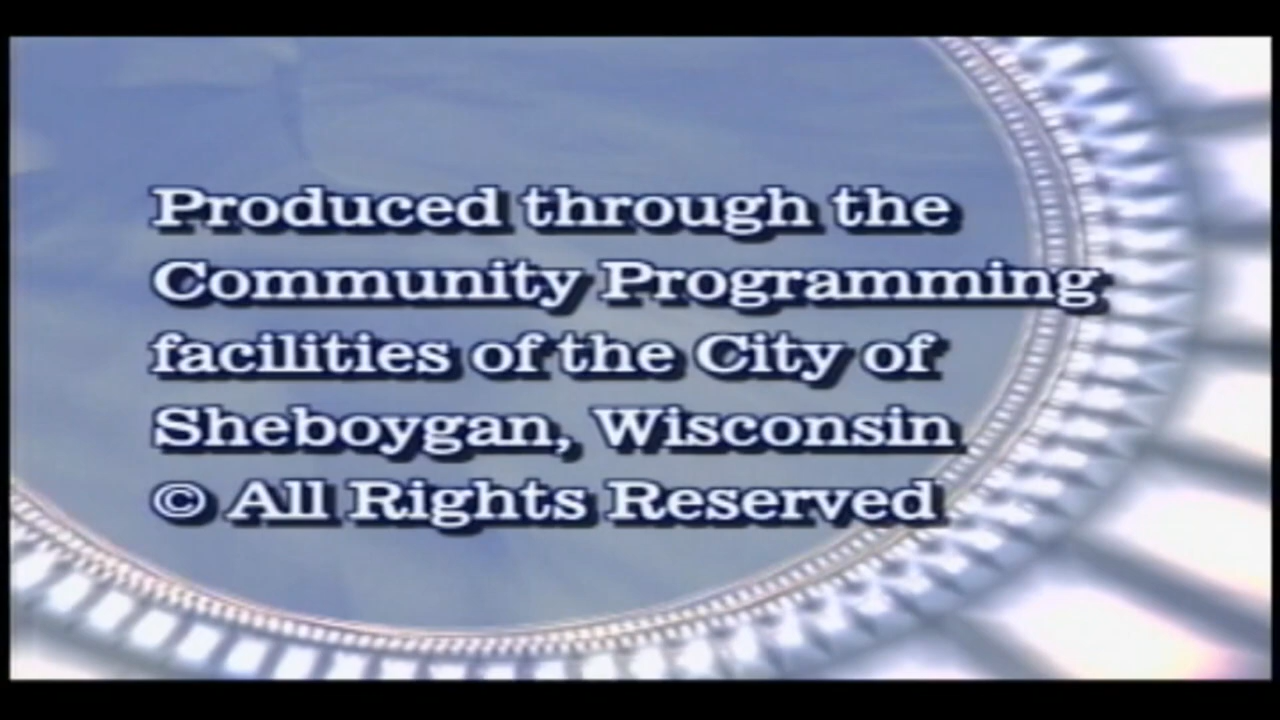 Produced through the
Community Programming
facilities of the City of
Sheboygan, Wisconsin
© All Rights Reserved